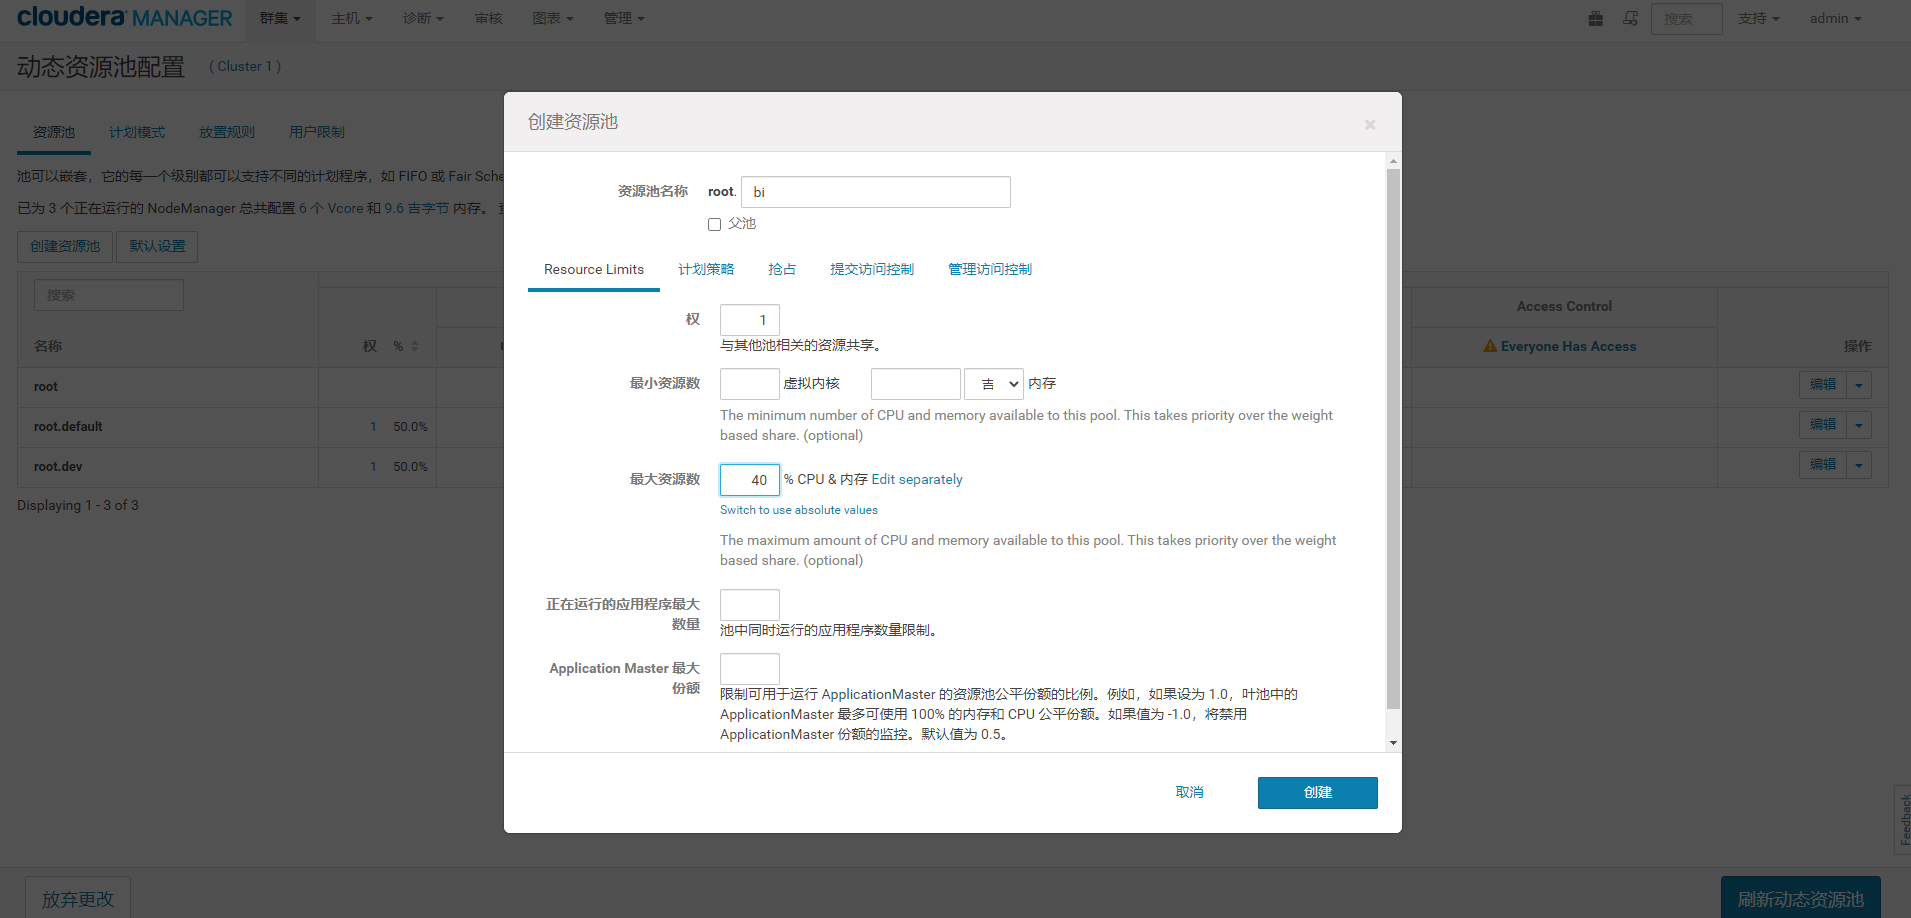 cloudera MANAGER 群集 主机 诊断 审核 图表 管理 搜索 支持 admin
动态资源池配置 ( Cluster 1 )
资源池 计划模式 放置规则 用户限制
池可以嵌套，它的每一个级别都可以支持不同的计划程序，如 FIFO 或 Fair Sche
已为 3 个正在运行的 NodeManager 总共配置 6 个 Vcore 和 9.6 吉字节 内存。
创建资源池 默认设置
搜索
名称 权 %
Access Control
Everyone Has Access
操作
root 编辑
root.default 1 50.0% 编辑
root.dev 1 50.0% 编辑
Displaying 1 - 3 of 3
创建资源池 ×
资源池名称 root. bi
父池
Resource Limits 计划策略 抢占 提交访问控制 管理访问控制
权 1
与其他池相关的资源共享。
最小资源数 虚拟内核 吉 内存
The minimum number of CPU and memory available to this pool. This takes priority over the weight
based share. (optional)
最大资源数 40 % CPU & 内存 Edit separately
Switch to use absolute values
The maximum amount of CPU and memory available to this pool. This takes priority over the weight
based share. (optional)
正在运行的应用程序最大
数量
池中同时运行的应用程序数量限制。
Application Master 最大
份额
限制可用于运行 ApplicationMaster 的资源池公平份额的比例。例如，如果设为 1.0，叶池中的
ApplicationMaster 最多可使用 100% 的内存和 CPU 公平份额。如果值为 -1.0，将禁用
ApplicationMaster 份额的监控。默认值为 0.5。
取消 创建
Feedback
放弃更改 刷新动态资源池